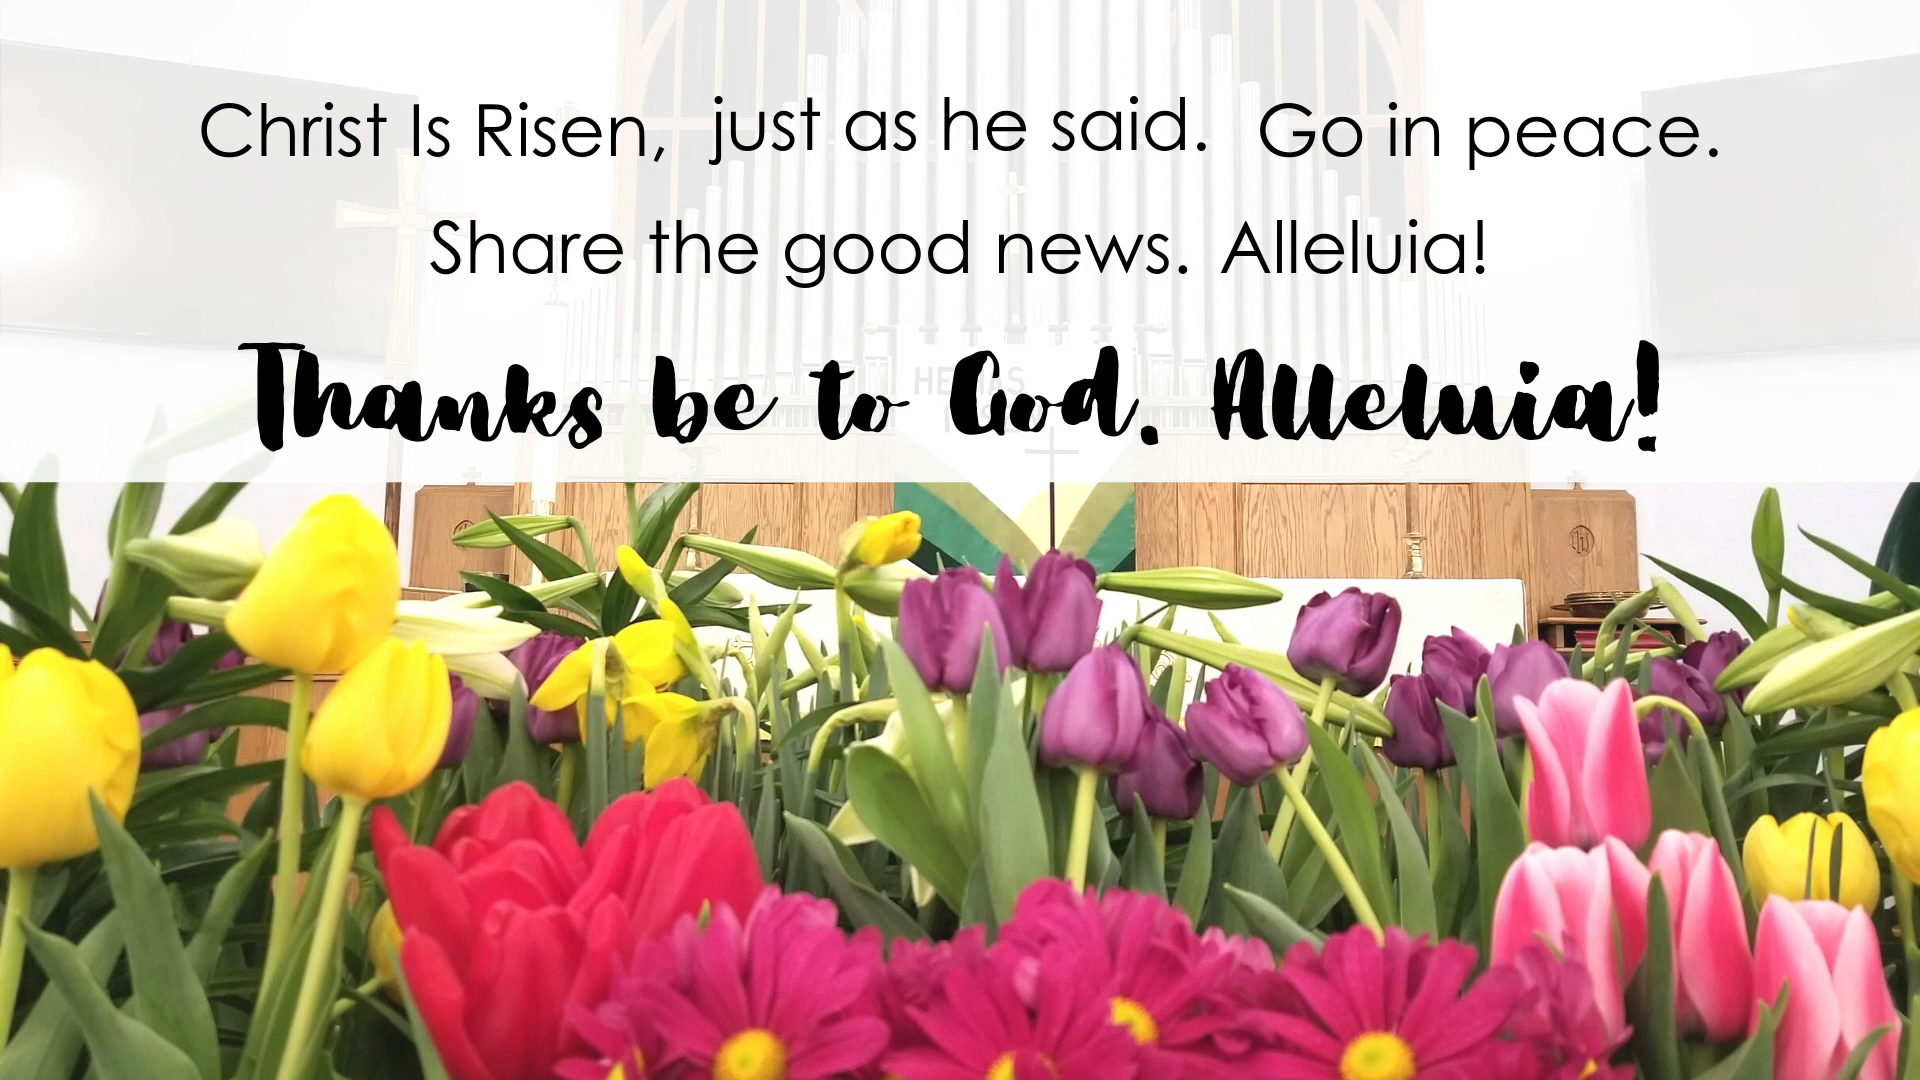 Christ Is Risen, just as he said. Go in peace.
Share the good news. Alleluia!
Thanks be to God. Alleluia!